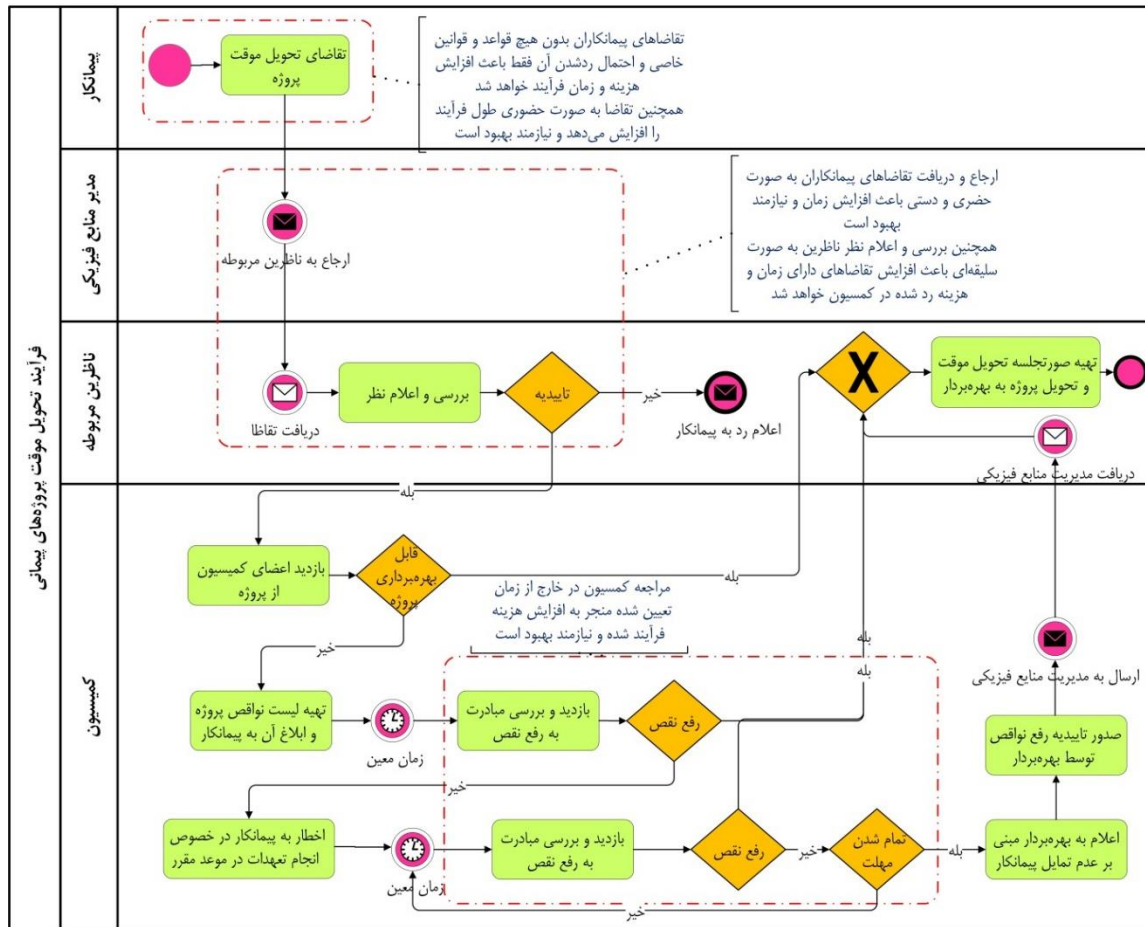 فرآیند تحویل موقت پروژه‌های پیمانی
پیمانکار
تقاضای تحویل موقت
پروژه
تقاضاهای پیمانکاران بدون هیچ قواعد و قوانین
خاصی و احتمال ردشدن آن فقط باعث افزایش
هزینه و زمان فرآیند خواهد شد
همچنین تقاضا به صورت حضوری طول فرآیند
را افزایش می‌دهد و نیازمند بهبود است
مدیر منابع فیزیکی
ارجاع به ناظرین مربوطه
ارجاع و دریافت تقاضاهای پیمانکاران به صورت
حضری و دستی باعث افزایش زمان و نیازمند
بهبود است
همچنین بررسی و اعلام نظر ناظرین به صورت
سلیقه‌ای باعث افزایش تقاضاهای دارای زمان و
هزینه رد شده در کمسیون خواهد شد
ناظرین مربوطه
دریافت تقاظا
بررسی و اعلام نظر
تاییدیه
خیر
اعلام رد به پیمانکار
X
تهیه صورتجلسه تحویل موقت
و تحویل پروژه به بهره‌بردار
دریافت مدیریت منابع فیزیکی
بله
کمیسیون
بازدید اعضای کمیسیون
از پروژه
قابل
بهره‌برداری
پروژه
بله
خیر
مراجعه کمسیون در خارج از زمان
تعیین شده منجر به افزایش هزینه
فرآیند شده و نیازمند بهبود است
تهیه لیست نواقص پروژه
و ابلاغ آن به پیمانکار
زمان معین
بازدید و بررسی مبادرت
به رفع نقص
رفع نقص
بله
بله
خیر
ارسال به مدیریت منابع فیزیکی
صدور تاییدیه رفع نواقص
توسط بهره‌بردار
اخطار به پیمانکار در خصوص
انجام تعهدات در موعد مقرر
زمان معین
بازدید و بررسی مبادرت
به رفع نقص
رفع نقص
خیر
تمام شدن
مهلت
بله
اعلام به بهره‌بردار مبنی
بر عدم تمایل پیمانکار
خیر